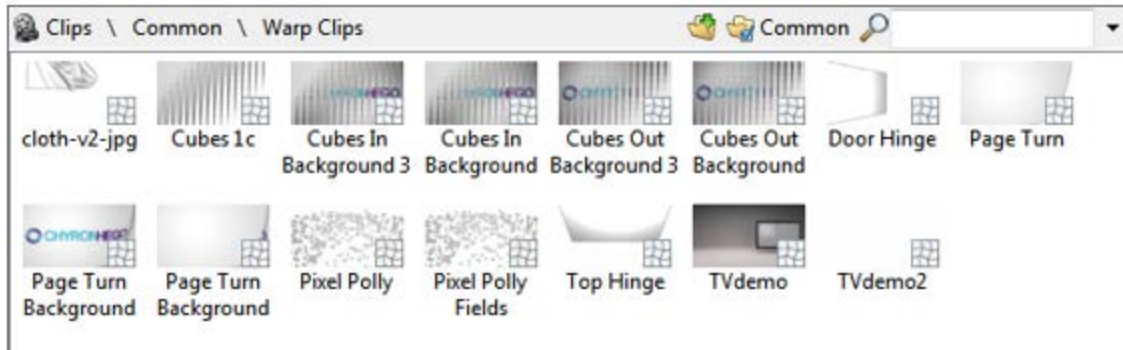 Clips \ Common \ Warp Clips
Common
cloth-v2-jpg
Cubes 1c
Cubes In
Background 3
Cubes In
Background
Cubes Out
Background 3
Cubes Out
Background
Door Hinge
Page Turn
CHYRONHEGO
Page Turn
Background
Page Turn
Background
Pixel Polly
Pixel Polly
Fields
Top Hinge
TVdemo
TVdemo2